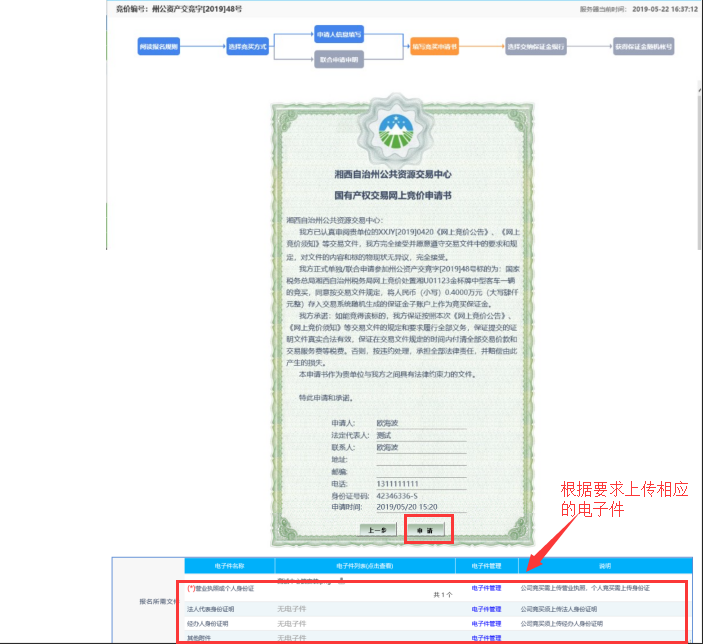 竞价编号: 州公资产交竞字[2019]48号
服务器当前时间: 2019-05-22 16:37:12
阅读报名规则
选择竞买方式
申请人信息填写
联合申请申明
填写竞买申请书
选择交纳保证金银行
获得保证金随机帐号
湘西自治州公共资源交易中心
国有产权交易网上竞价申请书
湘西自治州公共资源交易中心:
我方已认真审阅贵单位的XXJY[2019]0420《网上竞价公告》、《网上
竞价须知》等交易文件, 我方完全接受并愿意遵守交易文件中的要求和规
定, 对文件的内容和标的物现状无异议, 完全接受。
我方正式单独/联合申请参加州公资产交竞字[2019]48号标的为: 国家
税务总局湘西自治州税务局网上竞价处置湘U01123金杯牌中型客车一辆
的竞买, 同意按交易文件规定, 将人民币（小写）0.4000万元（大写肆仟
元整）存入交易系统随机生成的保证金子账户上作为竞买保证金。
我方承诺: 如能竞得该标的, 我方保证按照本次《网上竞价公告》、
《网上竞价须知》等交易文件的规定和要求履行全部义务, 保证提交的证
明文件真实合法有效, 保证在交易文件规定的时间内付清全部交易价款和
交易服务费等税费。否则, 按违约处理, 承担全部法律责任, 并赔偿由此
产生的损失。
本申请书作为贵单位与我方之间具有法律约束力的文件。
特此申请和承诺。
申请人: 欧海波
法定代表人: 测试
联系人: 欧海波
地址:
邮编:
电话: 1311111111
身份证号码: 42346336-5
申请时间: 2019/05/20 15:20
上一步
申 请
根据要求上传相应
的电子件
电子件名称 电子件列表(点击查看) 电子件管理 说明
报名所需文件
(*)营业执照或个人身份证 共 1 个 电子件管理 公司竞买需上传营业执照, 个人竞买需上传身份证
法人代表身份证明 无电子件 电子件管理 公司竞买须上传法人身份证明
经办人身份证明 无电子件 电子件管理 公司竞买须上传经办人身份证明
其他附件 无电子件 电子件管理